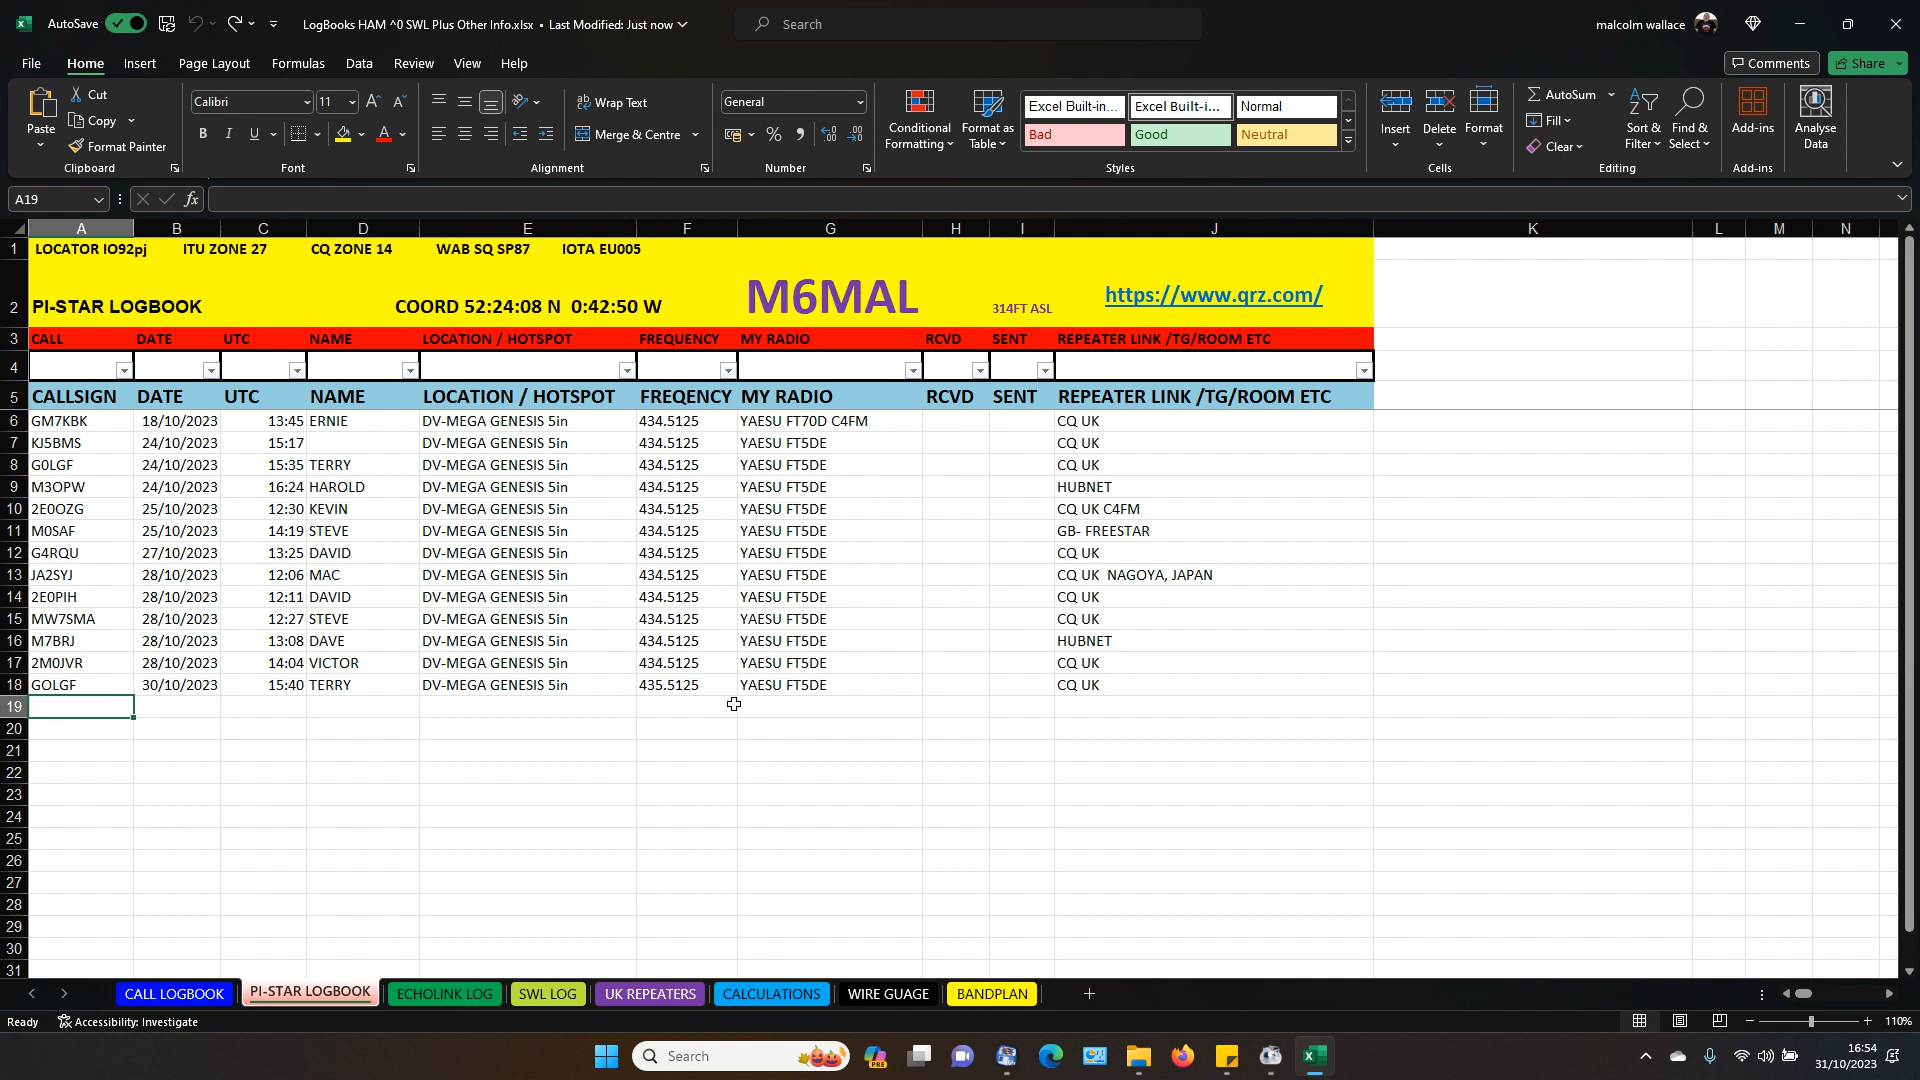 AutoSave LogBooks HAM ^0 SWL Plus Other Info.xlsx • Last Modified: Just now Search malcolm wallace
File Home Insert Page Layout Formulas Data Review View Help Comments Share
Paste Cut Copy Format Painter Clipboard
Calibri 11 B I U Font
Wrap Text Merge & Centre Alignment
General % Number
Conditional Formatting Format as Table
Excel Built-in... Excel Built-i... Normal
Bad Good Neutral
Styles
Insert Delete Format Cells
AutoSum Fill Clear Sort & Filter Find & Select Editing
Add-ins Add-ins
Analyse Data
A19 fx
A B C D E F G H I J K L M N
1 LOCATOR IO92pj ITU ZONE 27 CQ ZONE 14 WAB SQ SP87 IOTA EU005
2 PI-STAR LOGBOOK COORD 52:24:08 N 0:42:50 W M6MAL 314FT ASL https://www.qrz.com/
3 CALL DATE UTC NAME LOCATION / HOTSPOT FREQUENCY MY RADIO RCVD SENT REPEATER LINK /TG/ROOM ETC
4
5 CALLSIGN DATE UTC NAME LOCATION / HOTSPOT FREQENCY MY RADIO RCVD SENT REPEATER LINK /TG/ROOM ETC
6 GM7KBK 18/10/2023 13:45 ERNIE DV-MEGA GENESIS 5in 434.5125 YAESU FT70D C4FM CQ UK
7 KJ5BMS 24/10/2023 15:17 DV-MEGA GENESIS 5in 434.5125 YAESU FT5DE CQ UK
8 G0LGF 24/10/2023 15:35 TERRY DV-MEGA GENESIS 5in 434.5125 YAESU FT5DE CQ UK
9 M3OPW 24/10/2023 16:24 HAROLD DV-MEGA GENESIS 5in 434.5125 YAESU FT5DE HUBNET
10 2E0OZG 25/10/2023 12:30 KEVIN DV-MEGA GENESIS 5in 434.5125 YAESU FT5DE CQ UK C4FM
11 M0SAF 25/10/2023 14:19 STEVE DV-MEGA GENESIS 5in 434.5125 YAESU FT5DE GB- FREESTAR
12 G4RQU 27/10/2023 13:25 DAVID DV-MEGA GENESIS 5in 434.5125 YAESU FT5DE CQ UK
13 JA2SYJ 28/10/2023 12:06 MAC DV-MEGA GENESIS 5in 434.5125 YAESU FT5DE CQ UK NAGOYA, JAPAN
14 2E0PIH 28/10/2023 12:11 DAVID DV-MEGA GENESIS 5in 434.5125 YAESU FT5DE CQ UK
15 MW7SMA 28/10/2023 12:27 STEVE DV-MEGA GENESIS 5in 434.5125 YAESU FT5DE CQ UK
16 M7BRJ 28/10/2023 13:08 DAVE DV-MEGA GENESIS 5in 434.5125 YAESU FT5DE HUBNET
17 2M0JVR 28/10/2023 14:04 VICTOR DV-MEGA GENESIS 5in 434.5125 YAESU FT5DE CQ UK
18 GOLGF 30/10/2023 15:40 TERRY DV-MEGA GENESIS 5in 435.5125 YAESU FT5DE CQ UK
19
20
21
22
23
24
25
26
27
28
29
30
31
CALL LOGBOOK PI-STAR LOGBOOK ECHOLINK LOG SWL LOG UK REPEATERS CALCULATIONS WIRE GUAGE BANDPLAN
Ready Accessibility: Investigate 110%
Search PRE 16:54
31/10/2023